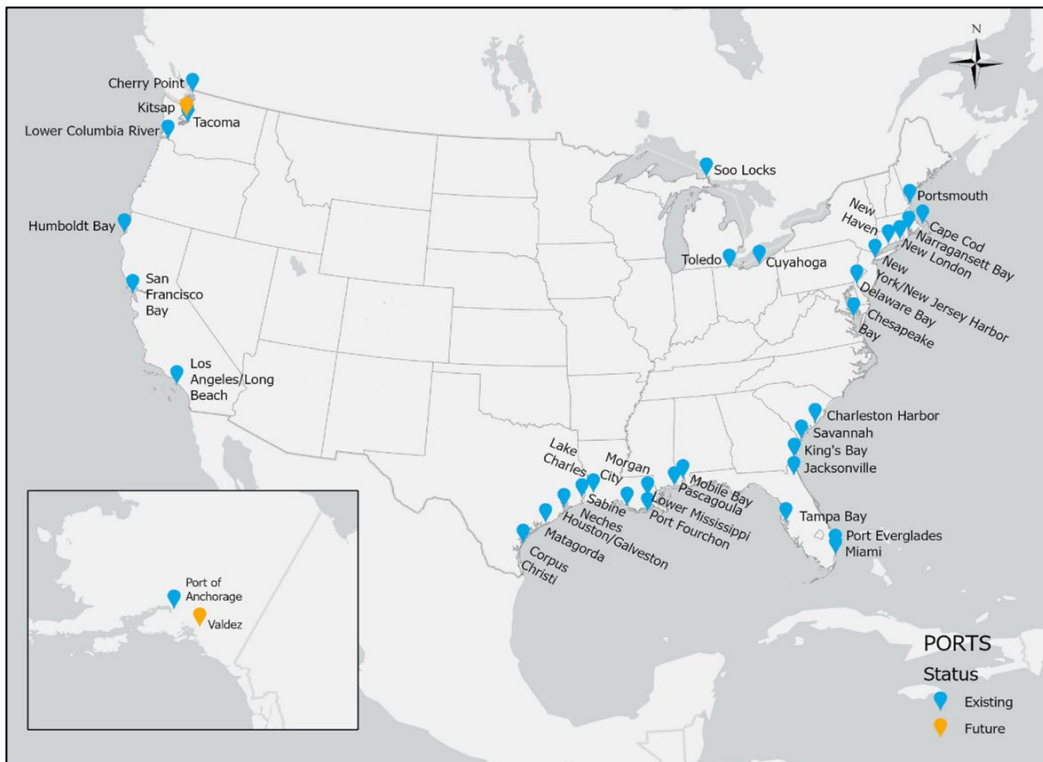 N
Cherry Point
Kitsap
Tacoma
Lower Columbia River
Humboldt Bay
San
Francisco
Bay
Los
Angeles/Long
Beach
Soo Locks
Toledo
Cuyahoga
Portsmouth
Cape Cod
Narragansett Bay
New London
New
Haven
New
York/New Jersey Harbor
Delaware Bay
Chesapeake
Bay
Charleston Harbor
Savannah
King's Bay
Jacksonville
Tampa Bay
Port Everglades
Miami
Mobile Bay
Pascagoula
Lower Mississippi
Port Fourchon
Morgan
City
Lake
Charles
Sabine
Neches
Houston/Galveston
Matagorda
Corpus
Christi
Port of
Anchorage
Valdez
PORTS
Status
Existing
Future